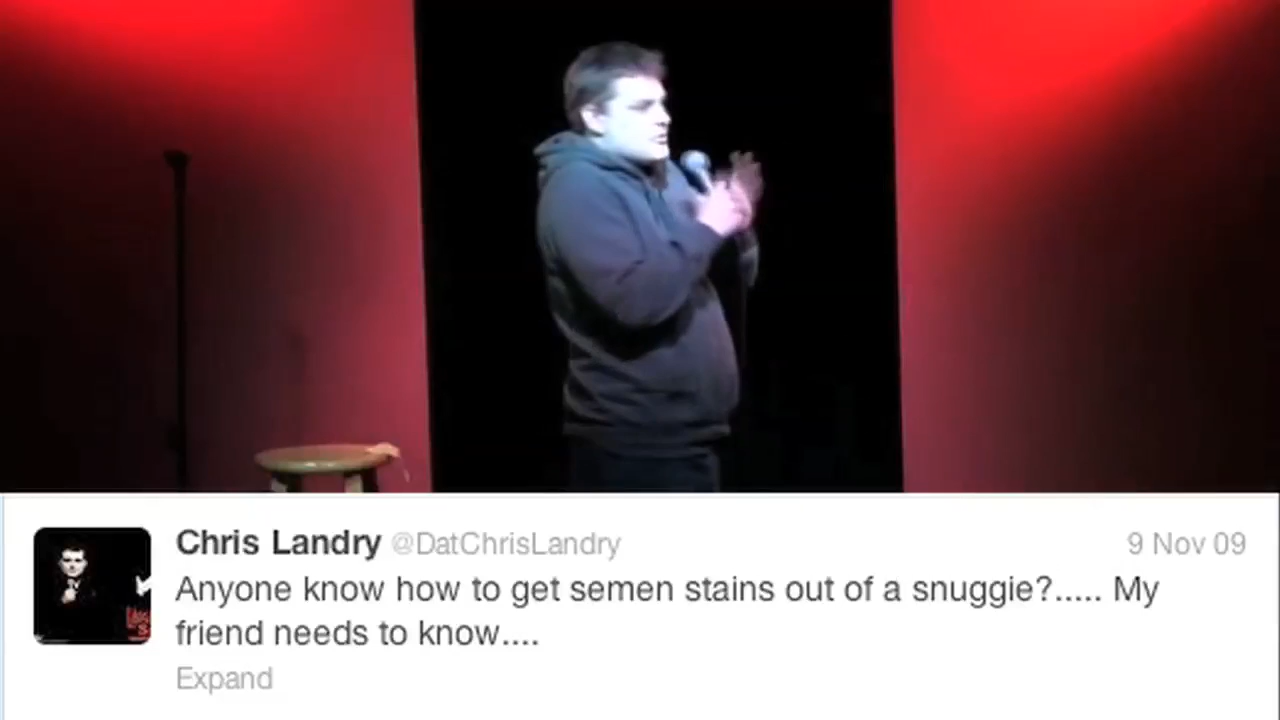 Chris Landry @DatChrisLandry 9 Nov 09
Anyone know how to get semen stains out of a snuggie?..... My
friend needs to know....
Expand